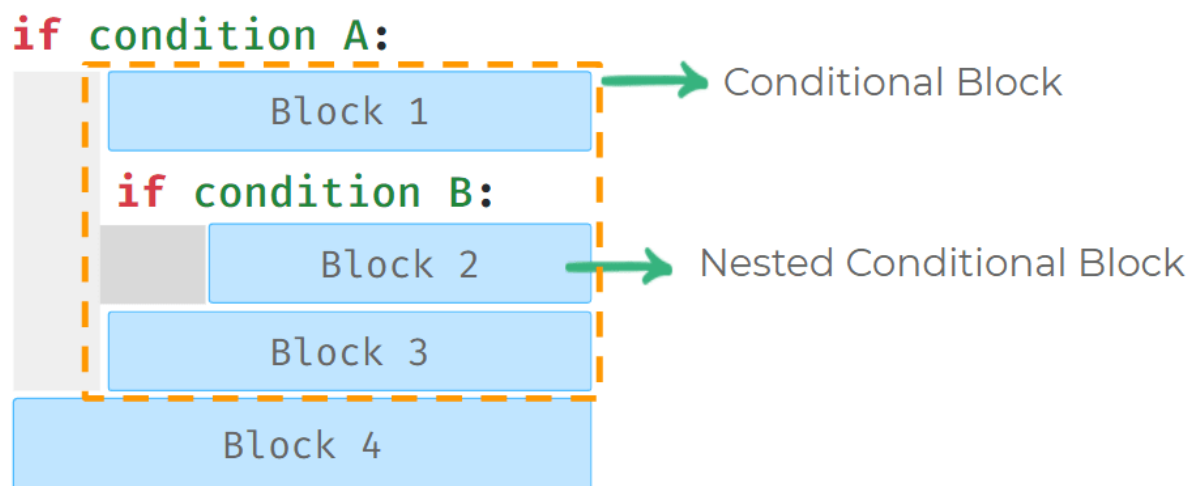 if condition A:
Block 1
Conditional Block
if condition B:
Block 2
Nested Conditional Block
Block 3
Block 4